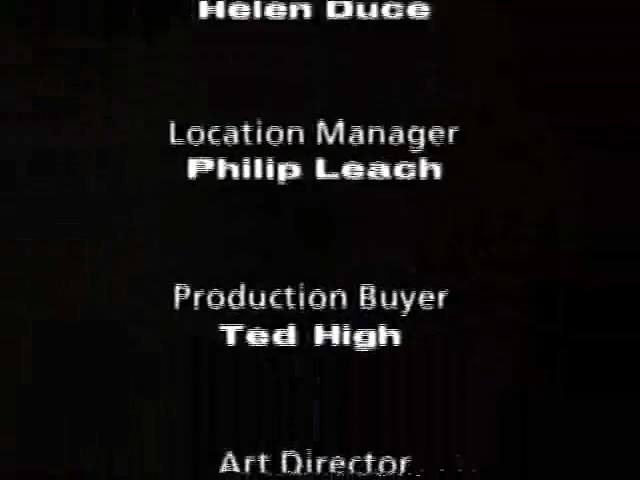 Helen Duce
Location Manager
Philip Leach
Production Buyer
Ted High
Art Director